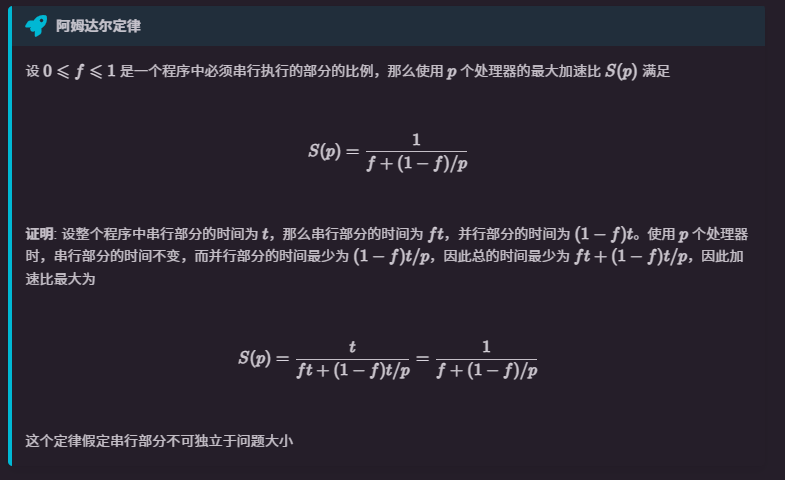 阿姆达尔定律
设 0 ⩽ f ⩽ 1 是一个程序中必须串行执行的部分的比例，那么使用 p 个处理器的最大加速比 S(p) 满足
S(p) = 1 / (f + (1 − f)/p)
证明: 设整个程序中串行部分的时间为 t，那么串行部分的时间为 ft，并行部分的时间为 (1 − f)t。使用 p 个处理器
时，串行部分的时间不变，而并行部分的时间最少为 (1 − f)t/p，因此总的时间最少为 ft + (1 − f)t/p，因此加
速比最大为
S(p) = t / (ft + (1 − f)t/p) = 1 / (f + (1 − f)/p)
这个定律假定串行部分不可独立于问题大小